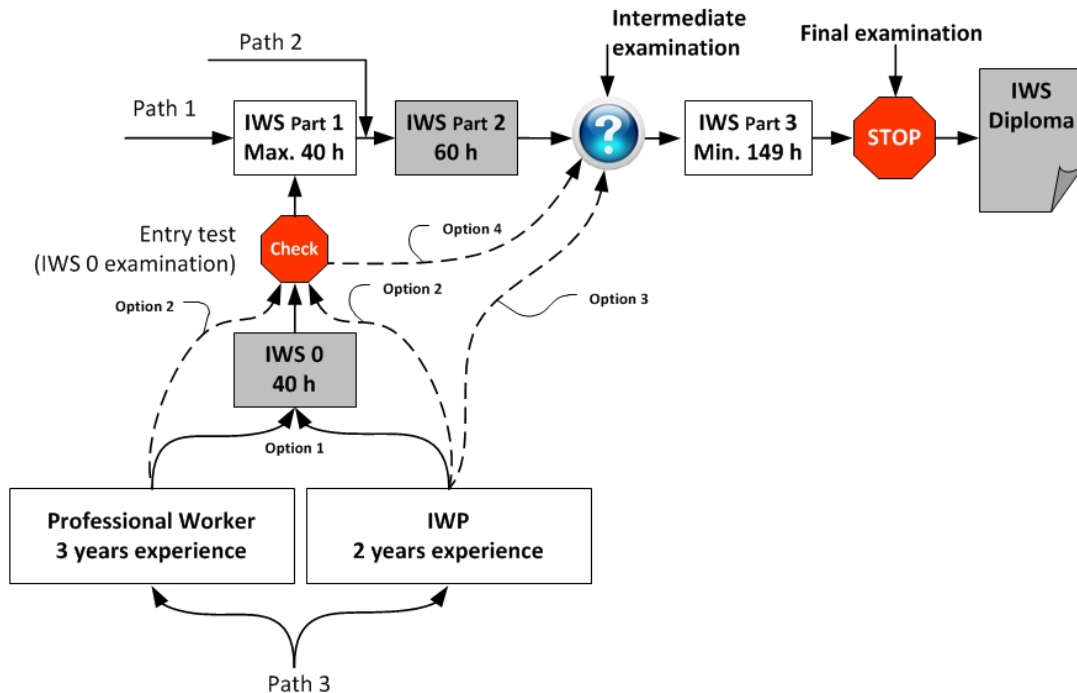 Path 2
Intermediate
examination
Final examination
Path 1
IWS Part 1
Max. 40 h
IWS Part 2
60 h
?
IWS Part 3
Min. 149 h
STOP
IWS
Diploma
Entry test
(IWS 0 examination)
Check
Option 4
Option 2
Option 2
Option 3
IWS 0
40 h
Option 1
Professional Worker
3 years experience
IWP
2 years experience
Path 3